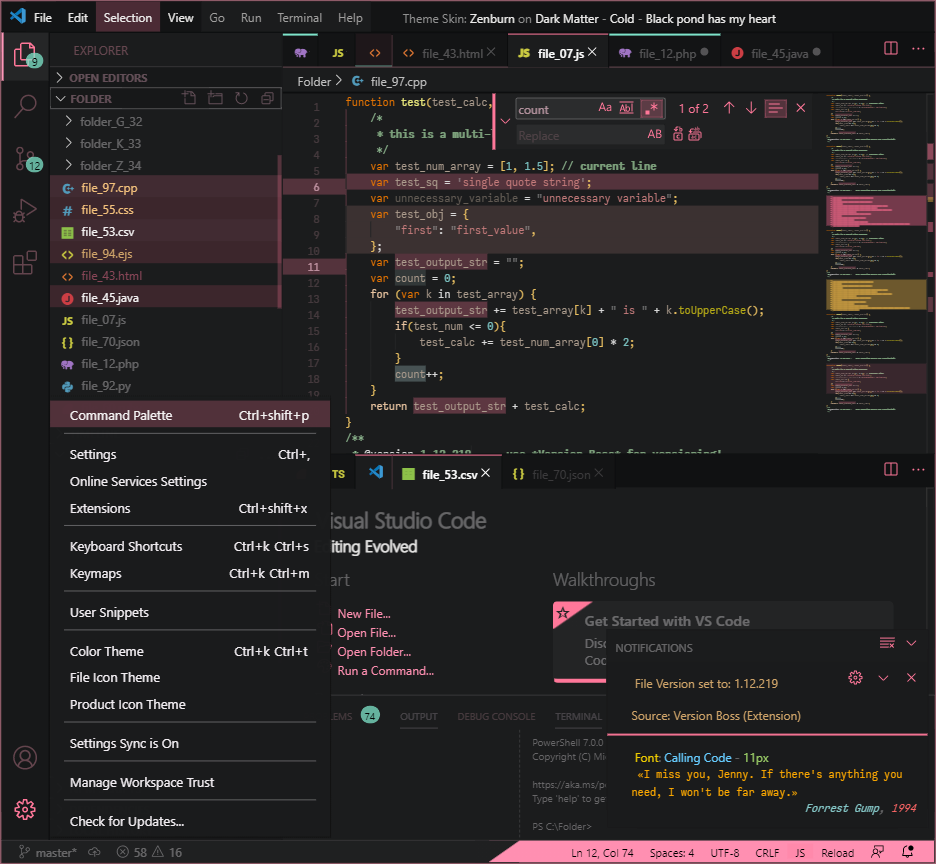 File Edit Selection View Go Run Terminal Help Theme Skin: Zenburn on Dark Matter - Cold - Black pond has my heart
9
EXPLORER
OPEN EDITORS
FOLDER
folder_G_32
folder_K_33
folder_Z_34
12
file_97.cpp
file_55.css
file_53.csv
file_94.ejs
file_43.html
file_45.java
file_07.js
file_70.json
file_12.php
file_92.py
JS file_43.html JS file_07.js file_12.php file_45.java
Folder file_97.cpp
count Aa Abl .* 1 of 2
Replace AB
1 function test(test_calc,
2 /*
3 * this is a multi-
4 */
5 var test_num_array = [1, 1.5]; // current line
6 var test_sq = 'single quote string';
7 var unnecessary_variable = "unnecessary variable";
8 var test_obj = {
9 "first": "first_value",
10 };
11 var test_output_str = "";
12 var count = 0;
13 for (var k in test_array) {
14 test_output_str += test_array[k] + " is " + k.toUpperCase();
15 if(test_num <= 0){
16 test_calc += test_num_array[0] * 2;
17 }
18 count++;
19 }
return test_output_str + test_calc;
}
/**
* @version 1.12.219 use *Version Boss for versioning!
Command Palette Ctrl+shift+p
Settings Ctrl+,
Online Services Settings
Extensions Ctrl+shift+x
Keyboard Shortcuts Ctrl+k Ctrl+s
Keymaps Ctrl+k Ctrl+m
User Snippets
Color Theme Ctrl+k Ctrl+t
File Icon Theme
Product Icon Theme
Settings Sync is On
Manage Workspace Trust
Check for Updates...
TS file_53.csv file_70.json
isual Studio Code
iting Evolved
art
New File...
Open File...
Open Folder...
Run a Command...
Walkthroughs
Get Started with VS Code
Disc
Coc
NOTIFICATIONS
File Version set to: 1.12.219
Source: Version Boss (Extension)
Font: Calling Code - 11px
«I miss you, Jenny. If there's anything you
need, I won't be far away.»
Forrest Gump, 1994
LEMS 74 OUTPUT DEBUG CONSOLE TERMINAL
PowerShell 7.0.0
Copyright (C) Mi
https://aka.ms/p
Type 'help' to ge
PS C:\Folder>
master* 58 16 Ln 12, Col 74 Spaces: 4 UTF-8 CRLF JS Reload